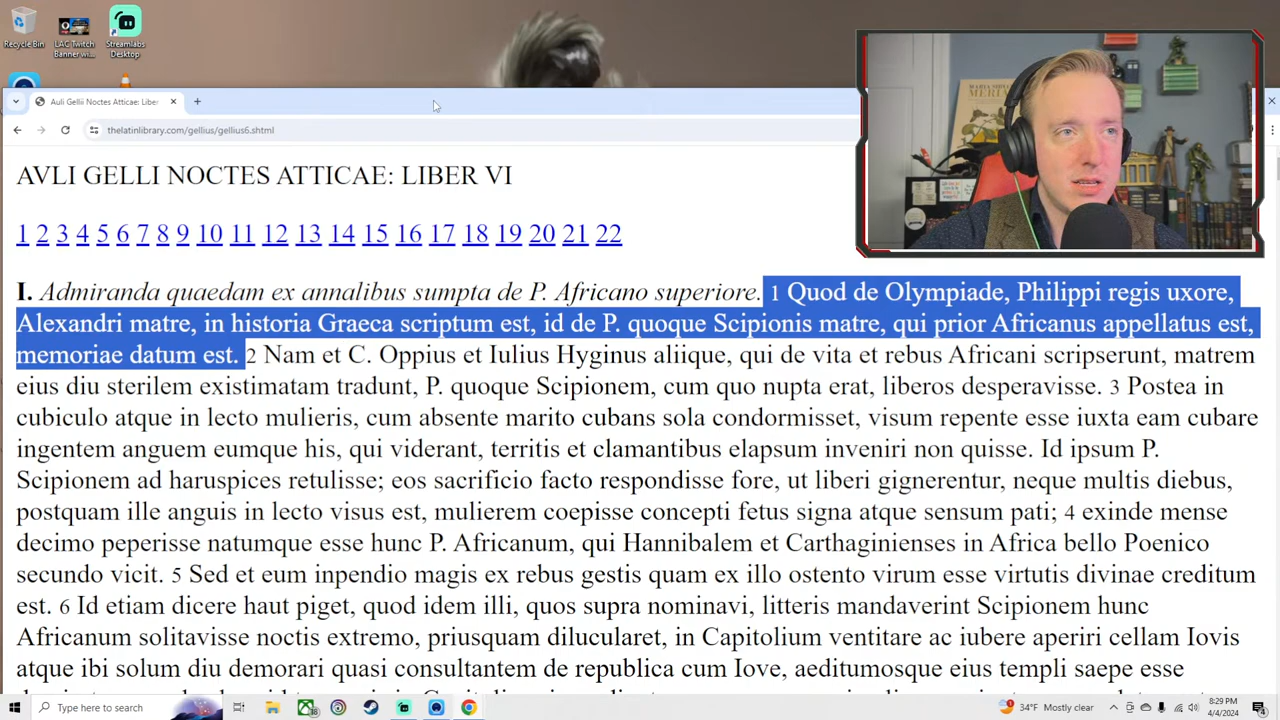 Recycle Bin
LAC Twitch Banner wi...
Streamlabs Desktop
Auli Gellii Noctes Atticae: Liber
thelatinlibrary.com/gellius/gellius6.shtml
AVLI GELLI NOCTES ATTICAE: LIBER VI
1 2 3 4 5 6 7 8 9 10 11 12 13 14 15 16 17 18 19 20 21 22
I. Admiranda quaedam ex annalibus sumpta de P. Africano superiore. 1 Quod de Olympiade, Philippi regis uxore,
Alexandri matre, in historia Graeca scriptum est, id de P. quoque Scipionis matre, qui prior Africanus appellatus est,
memoriae datum est. 2 Nam et C. Oppius et Iulius Hyginus aliique, qui de vita et rebus Africani scripserunt, matrem
eius diu sterilem existimatam tradunt, P. quoque Scipionem, cum quo nupta erat, liberos desperavisse. 3 Postea in
cubiculo atque in lecto mulieris, cum absente marito cubans sola condormisset, visum repente esse iuxta eam cubare
ingentem anguem eumque his, qui viderant, territis et clamantibus elapsum inveniri non quisse. Id ipsum P.
Scipionem ad haruspices retulisse; eos sacrificio facto respondisse fore, ut liberi gignerentur, neque multis diebus,
postquam ille anguis in lecto visus est, mulierem coepisse concepti fetus signa atque sensum pati; 4 exinde mense
decimo peperisse natumque esse hunc P. Africanum, qui Hannibalem et Carthaginienses in Africa bello Poenico
secundo vicit. 5 Sed et eum inpendio magis ex rebus gestis quam ex illo ostento virum esse virtutis divinae creditum
est. 6 Id etiam dicere haut piget, quod idem illi, quos supra nominavi, litteris mandaverint Scipionem hunc
Africanum solitavisse noctis extremo, priusquam dilucularet, in Capitolium ventitare ac iubere aperiri cellam Iovis
atque ibi solum diu demorari quasi consultantem de republica cum Iove, aeditumosque eius templi saepe esse
Type here to search
34°F Mostly clear
8:29 PM
4/4/2024